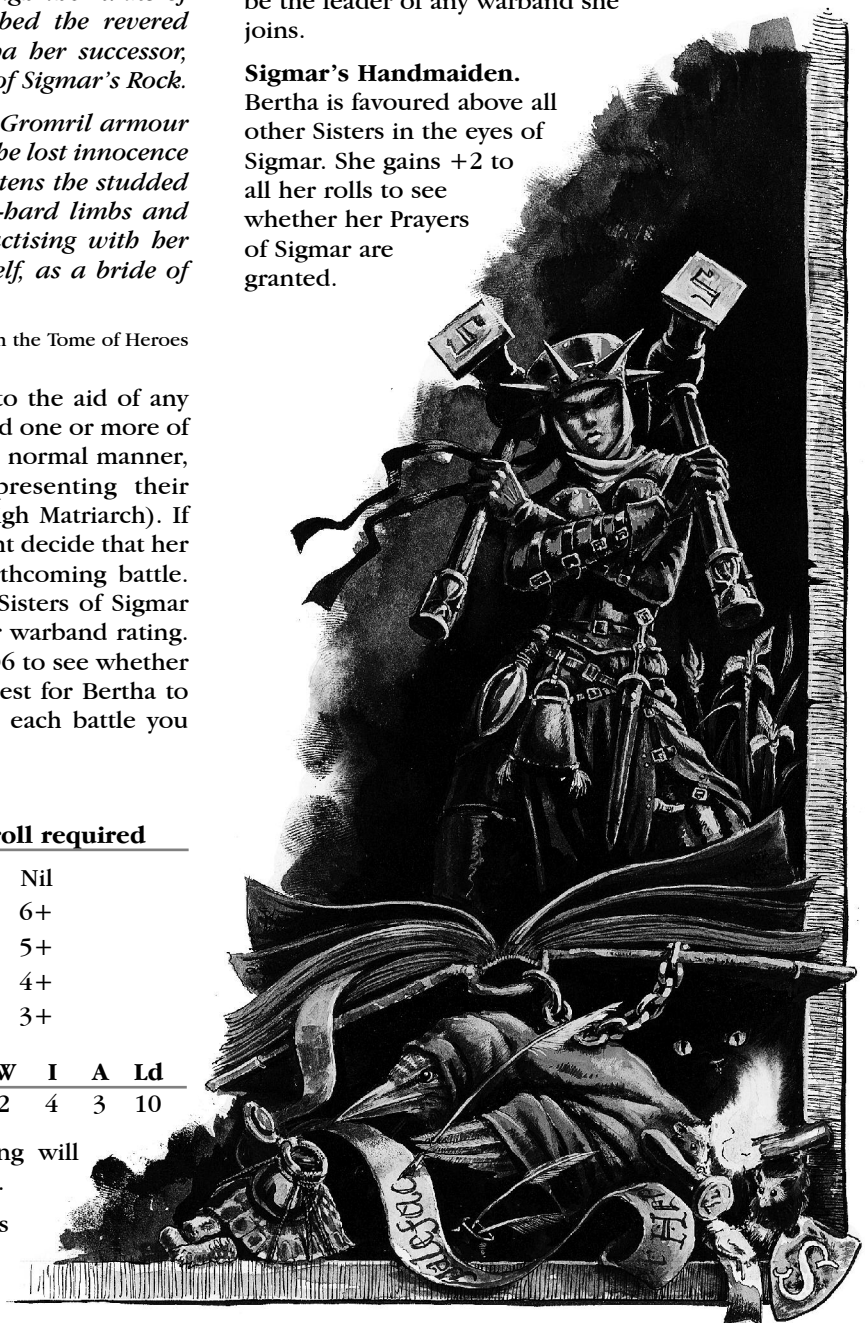 bed the revered
her successor,
of Sigmar's Rock.
Gromril armour
lost innocence
tens the studded
-hard limbs and
actising with her
elf, as a bride of
the Tome of Heroes
to the aid of any
d one or more of
normal manner,
presenting their
gh Matriarch). If
nt decide that her
rthcoming battle.
Sisters of Sigmar
warband rating.
6 to see whether
est for Bertha to
each battle you
roll required
Nil
6+
5+
4+
3+
W I A Ld
2 4 3 10
ng will
s
be the leader of any warband she
joins.
Sigmar's Handmaiden.
Bertha is favoured above all
other Sisters in the eyes of
Sigmar. She gains +2 to
all her rolls to see
whether her Prayers
of Sigmar are
granted.
S